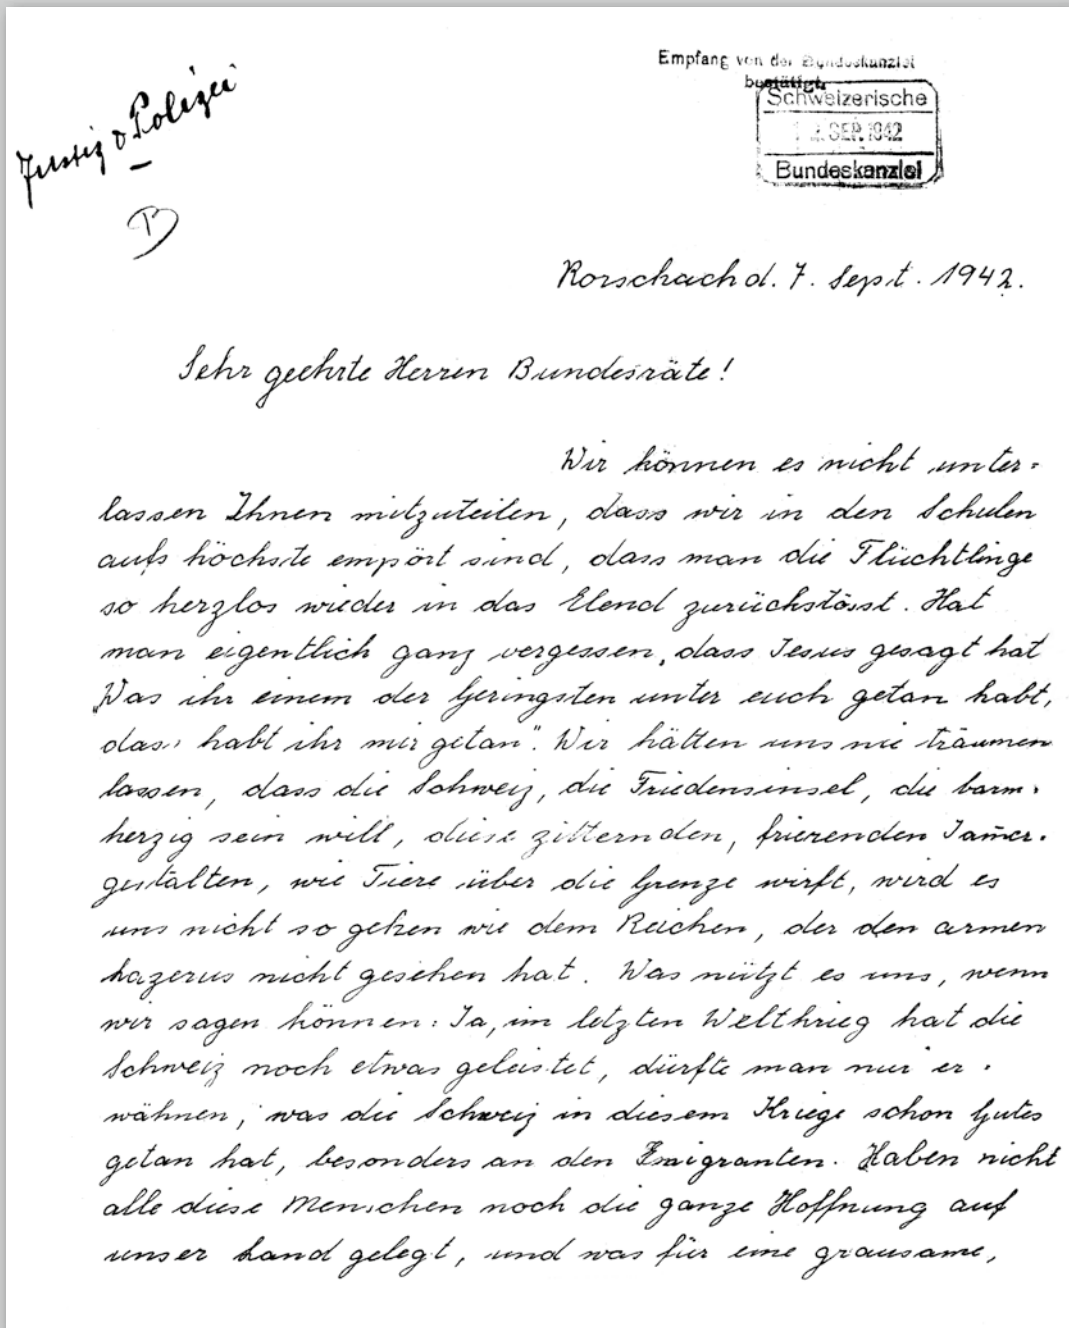 Justiz & Polizei
B
Empfang von der Bundeskanzlei
bestätigt.
Schweizerische
SEP. 1942
Bundeskanzlei
Rorschach d. 7. Sept. 1942.
Sehr geehrte Herren Bundesräte!
Wir können es nicht unter=
lassen Ihnen mitzuteilen, dass wir in den Schulen
aufs höchste empört sind, dass man die Flüchtlinge
so herzlos wieder in das Elend zurückstösst. Hat
man eigentlich ganz vergessen, dass Jesus gesagt hat
„Was ihr einem der Geringsten unter euch getan habt,
das habt ihr mir getan". Wir hätten uns nie träumen
lassen, dass die Schweiz, die Friedensinsel, die barm-
herzig sein will, diese zitternden, frierenden Jam̄er-
gestalten, wie Tiere über die Grenze wirft, wird es
uns nicht so gehen wie dem Reichen, der den armen
Lazerus nicht gesehen hat. Was nützt es uns, wenn
wir sagen können: Ja, im letzten Weltkrieg hat die
Schweiz noch etwas geleistet, dürfte man nur er-
wähnen, was die Schweiz in diesem Kriege schon Gutes
getan hat, besonders an den Emigranten. Haben nicht
alle diese Menschen noch die ganze Hoffnung auf
unser Land gelegt, und was für eine grausame,